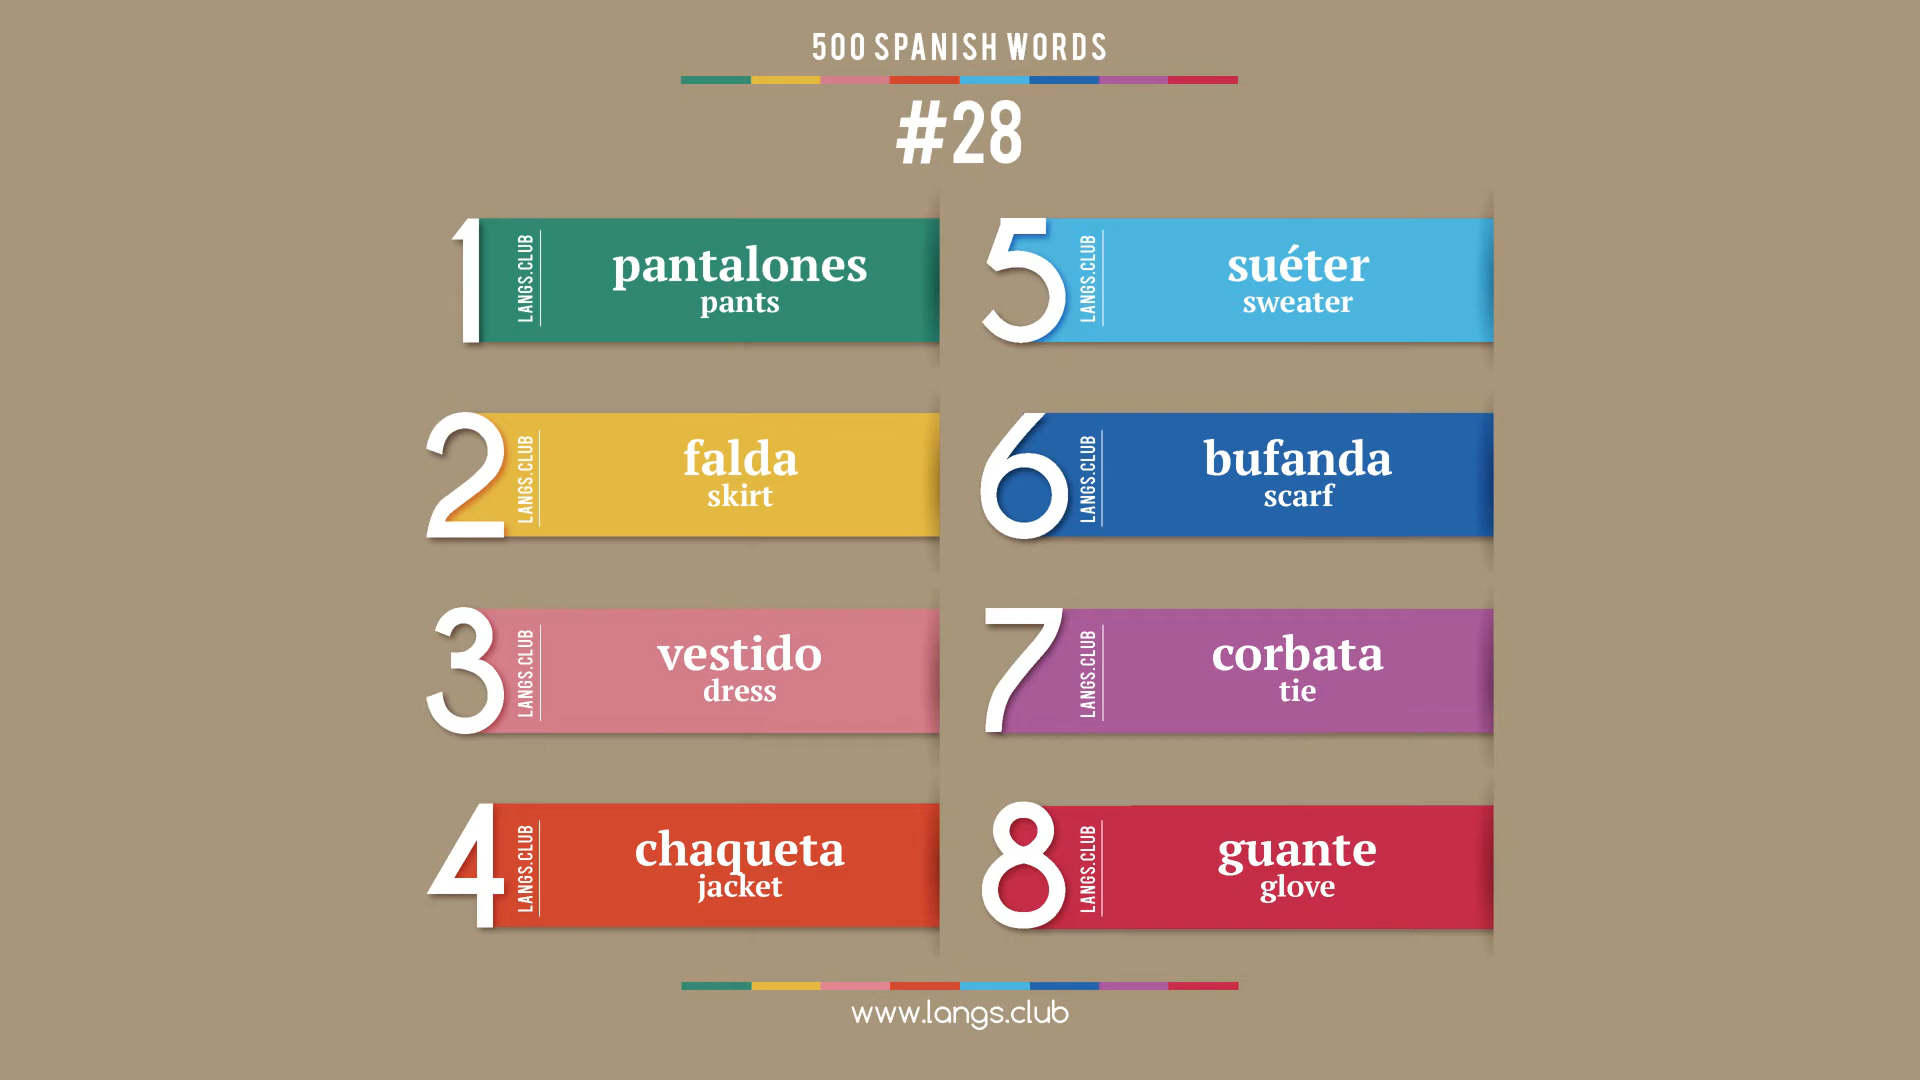 500 SPANISH WORDS
#28
1
LANGS.CLUB
pantalones
pants
2
LANGS.CLUB
falda
skirt
3
LANGS.CLUB
vestido
dress
4
LANGS.CLUB
chaqueta
jacket
5
LANGS.CLUB
suéter
sweater
6
LANGS.CLUB
bufanda
scarf
7
LANGS.CLUB
corbata
tie
8
LANGS.CLUB
guante
glove
www.langs.club